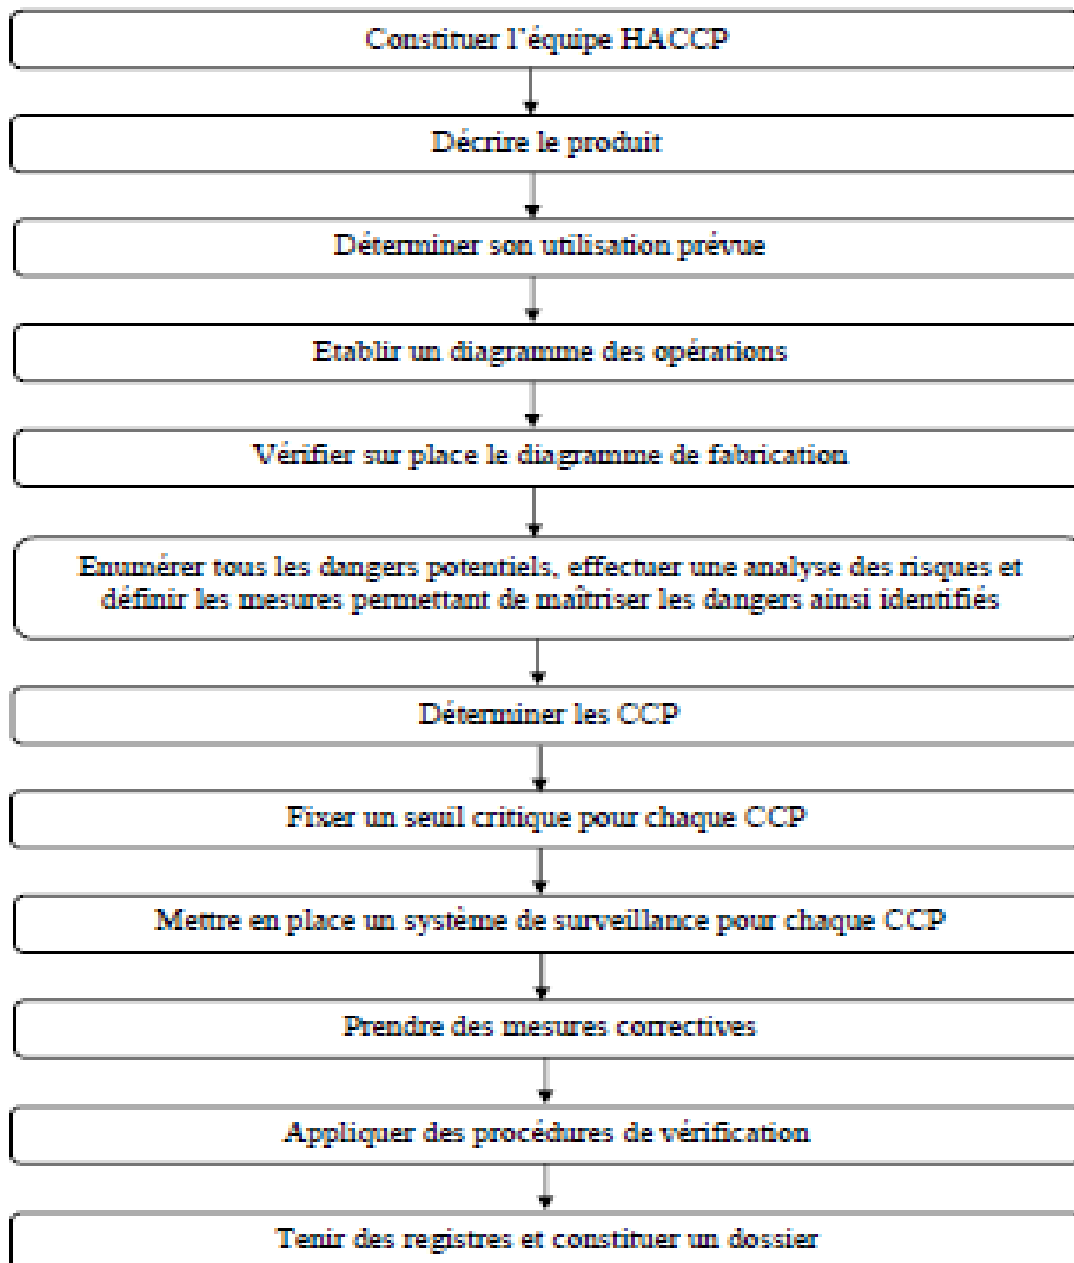 Constituer l'équipe HACCP
Décrire le produit
Déterminer son utilisation prévue
Etablir un diagramme des opérations
Vérifier sur place le diagramme de fabrication
Enumérer tous les dangers potentiels, effectuer une analyse des risques et
définir les mesures permettant de maîtriser les dangers ainsi identifiés
Déterminer les CCP
Fixer un seuil critique pour chaque CCP
Mettre en place un système de surveillance pour chaque CCP
Prendre des mesures correctives
Appliquer des procédures de vérification
Tenir des registres et constituer un dossier